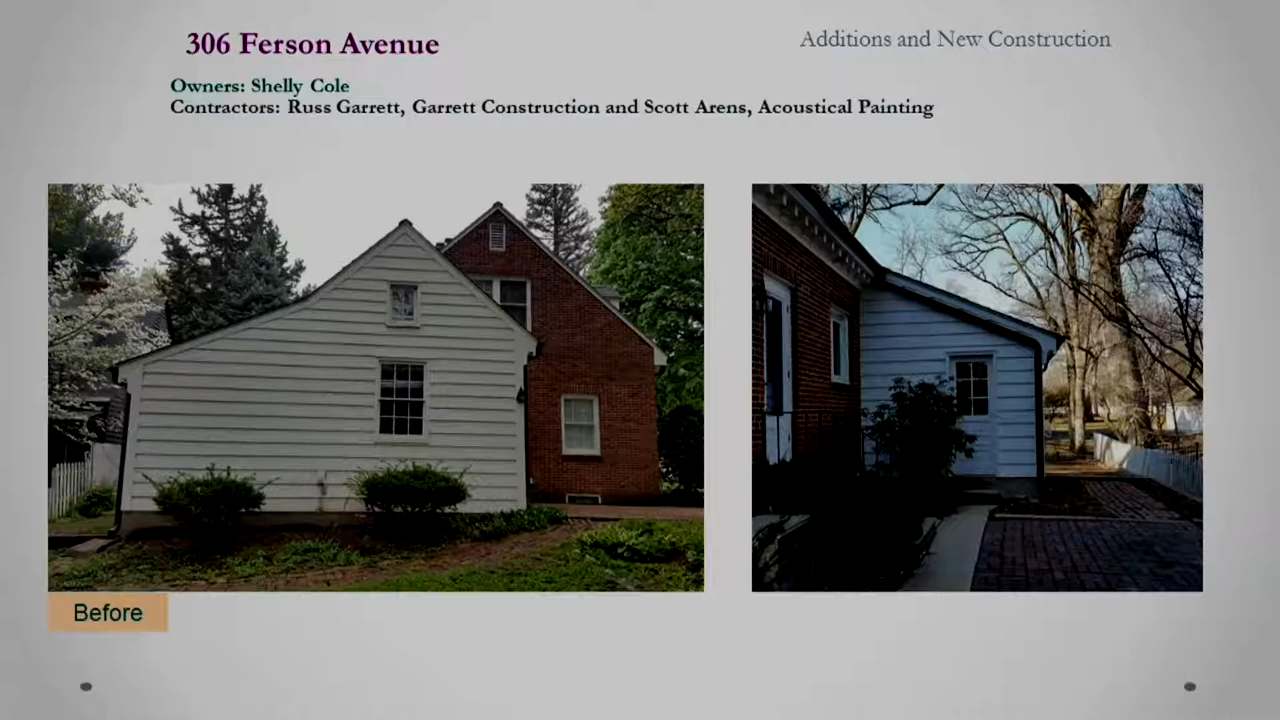 306 Ferson Avenue
Additions and New Construction
Owners: Shelly Cole
Contractors: Russ Garrett, Garrett Construction and Scott Arens, Acoustical Painting
Before